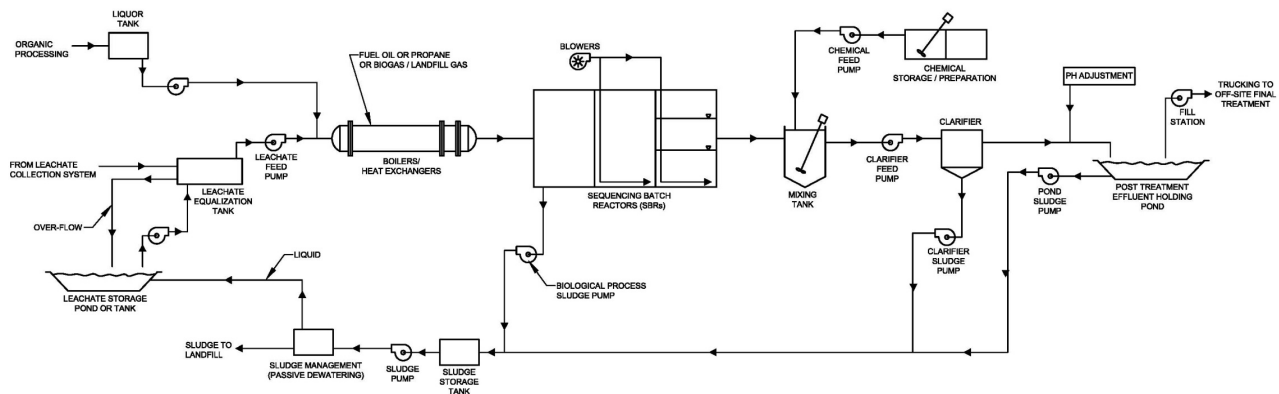 LIQUOR
TANK
ORGANIC
PROCESSING
FUEL OIL OR PROPANE
OR BIOGAS / LANDFILL GAS
BLOWERS
CHEMICAL
FEED
PUMP
CHEMICAL
STORAGE / PREPARATION
PH ADJUSTMENT
TRUCKING TO
OFF-SITE FINAL
TREATMENT
FILL
STATION
CLARIFIER
FROM LEACHATE
COLLECTION SYSTEM
LEACHATE
FEED
PUMP
BOILERS/
HEAT EXCHANGERS
LEACHATE
EQUALIZATION
TANK
SEQUENCING BATCH
REACTORS (SBRs)
MIXING
TANK
CLARIFIER
FEED
PUMP
POND
SLUDGE
PUMP
POST TREATMENT
EFFLUENT HOLDING
POND
OVER-FLOW
CLARIFIER
SLUDGE
PUMP
LIQUID
BIOLOGICAL PROCESS
SLUDGE PUMP
LEACHATE STORAGE
POND OR TANK
SLUDGE TO
LANDFILL
SLUDGE MANAGEMENT
(PASSIVE DEWATERING)
SLUDGE
PUMP
SLUDGE
STORAGE
TANK